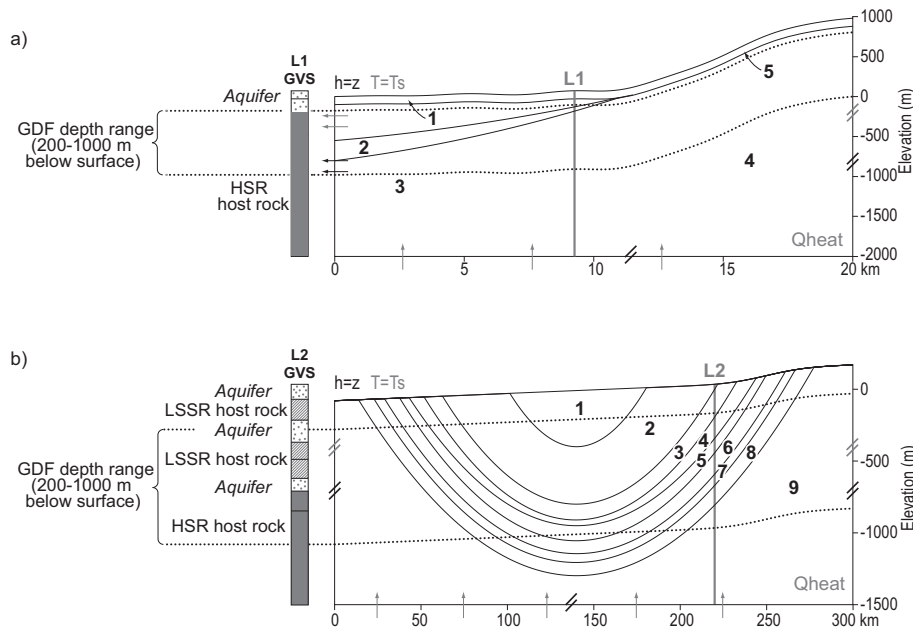 a)
L1
GVS
Aquifer
GDF depth range
(200-1000 m
below surface)
HSR
host rock
h=z T=Ts
L1
1
2
3
4
5
Qheat
1000
500
0
-500
-1000
-1500
-2000
Elevation (m)
0 5 10 15 20 km
b)
L2
GVS
Aquifer
LSSR host rock
Aquifer
LSSR host rock
Aquifer
HSR host rock
GDF depth range
(200-1000 m
below surface)
h=z T=Ts
L2
1
2
3
4
5
6
7
8
9
Qheat
0
-500
-1000
-1500
Elevation (m)
0 50 100 150 200 250 300 km